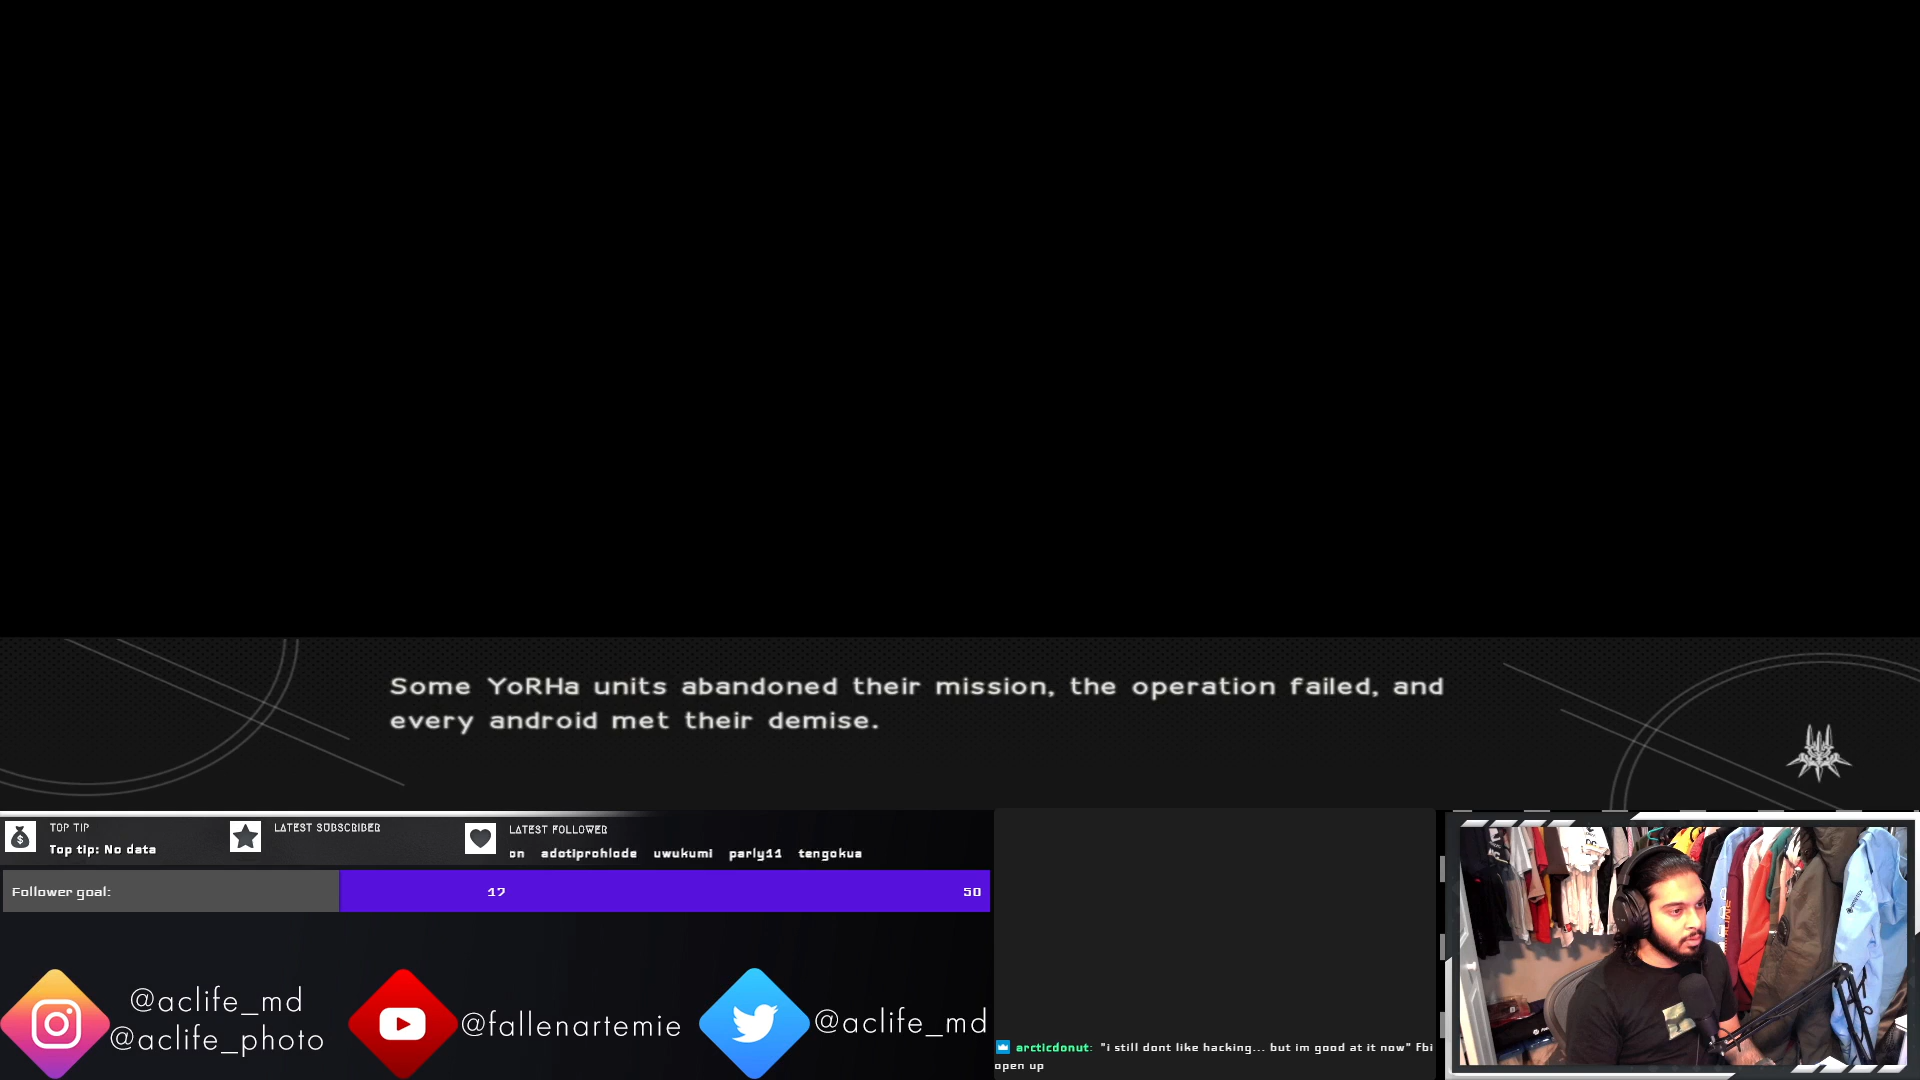 Some YoRHa units abandoned their mission, the operation failed, and
every android met their demise.
TOP TIP
Top tip: No data
LATEST SUBSCRIBER
LATEST FOLLOWER
on adotiprohlode uwukumi parly11 tengokua
Follower goal:
17
50
@aclife_md
@aclife_photo
@fallenartemie
@aclife_md
arcticdonut: "i still dont like hacking... but im good at it now" Fbi
open up